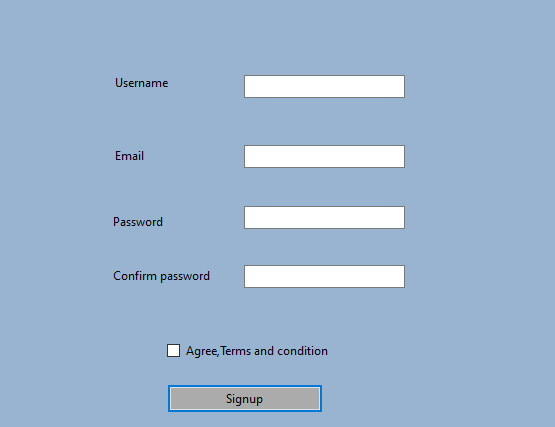 Username
Email
Password
Confirm password
Agree,Terms and condition
Signup